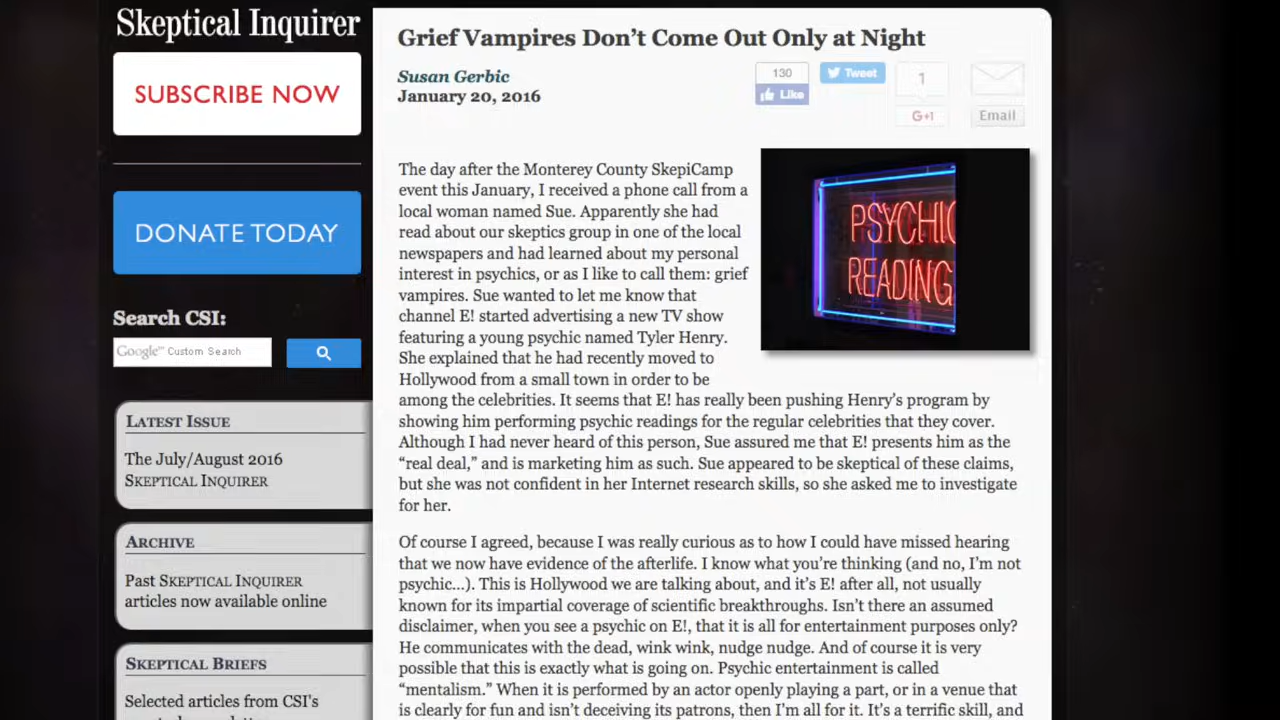 Skeptical Inquirer
SUBSCRIBE NOW
DONATE TODAY
Search CSI:
Google™ Custom Search
LATEST ISSUE
The July/August 2016
SKEPTICAL INQUIRER
ARCHIVE
Past SKEPTICAL INQUIRER
articles now available online
SKEPTICAL BRIEFS
Selected articles from CSI's
Grief Vampires Don't Come Out Only at Night
Susan Gerbic
January 20, 2016
130
Like
Tweet
1
G+1
Email
PSYCHIC
READING
The day after the Monterey County SkepiCamp
event this January, I received a phone call from a
local woman named Sue. Apparently she had
read about our skeptics group in one of the local
newspapers and had learned about my personal
interest in psychics, or as I like to call them: grief
vampires. Sue wanted to let me know that
channel E! started advertising a new TV show
featuring a young psychic named Tyler Henry.
She explained that he had recently moved to
Hollywood from a small town in order to be
among the celebrities. It seems that E! has really been pushing Henry's program by
showing him performing psychic readings for the regular celebrities that they cover.
Although I had never heard of this person, Sue assured me that E! presents him as the
“real deal,” and is marketing him as such. Sue appeared to be skeptical of these claims,
but she was not confident in her Internet research skills, so she asked me to investigate
for her.
Of course I agreed, because I was really curious as to how I could have missed hearing
that we now have evidence of the afterlife. I know what you're thinking (and no, I'm not
psychic…). This is Hollywood we are talking about, and it's E! after all, not usually
known for its impartial coverage of scientific breakthroughs. Isn't there an assumed
disclaimer, when you see a psychic on E!, that it is all for entertainment purposes only?
He communicates with the dead, wink wink, nudge nudge. And of course it is very
possible that this is exactly what is going on. Psychic entertainment is called
“mentalism.” When it is performed by an actor openly playing a part, or in a venue that
is clearly for fun and isn't deceiving its patrons, then I'm all for it. It's a terrific skill, and